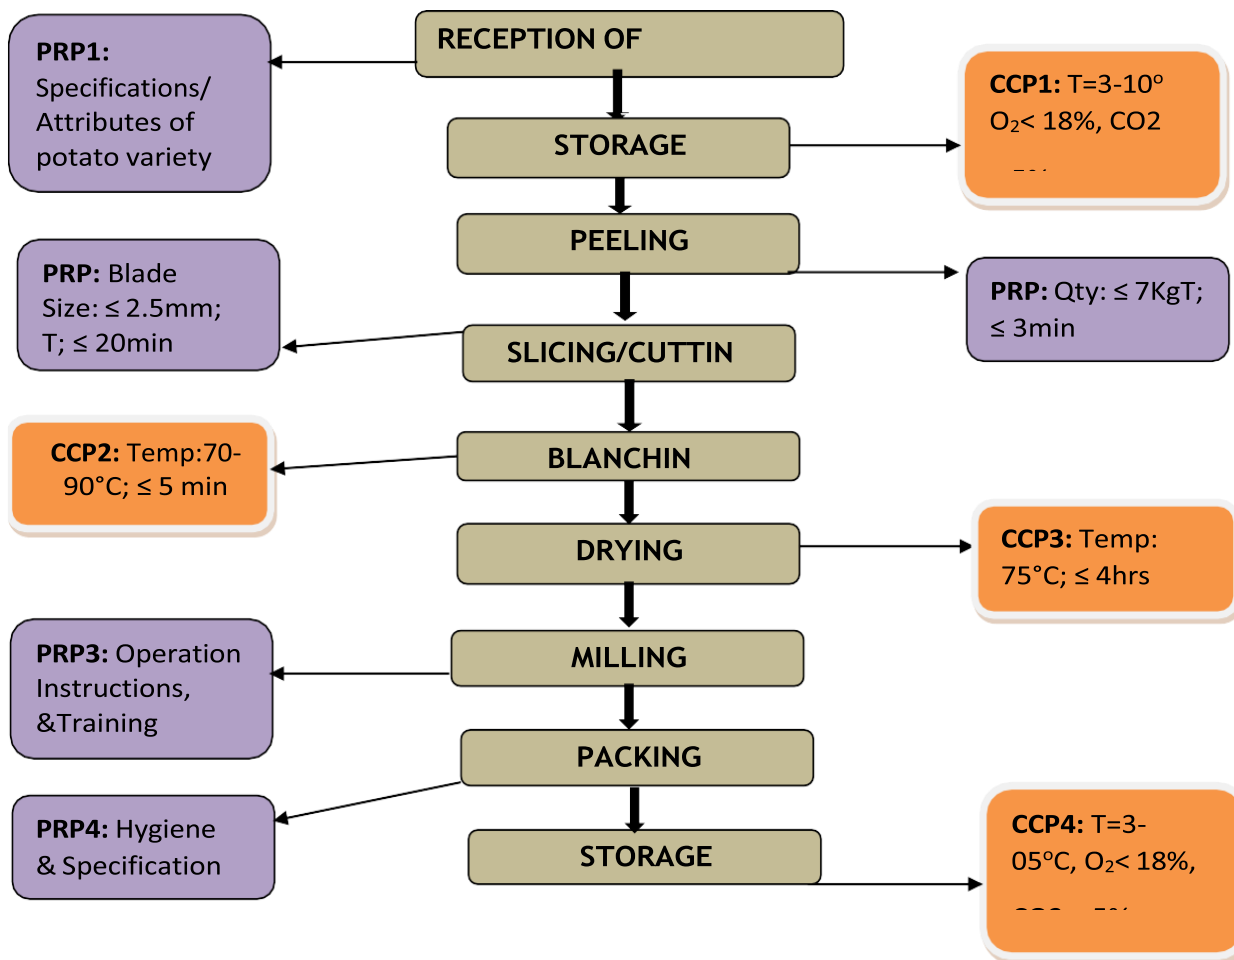 RECEPTION OF
PRP1:
Specifications/
Attributes of
potato variety
CCP1: T=3-10°
O₂< 18%, CO2
STORAGE
PEELING
PRP: Blade
Size: ≤ 2.5mm;
T; ≤ 20min
PRP: Qty: ≤ 7KgT;
≤ 3min
SLICING/CUTTIN
CCP2: Temp:70-
90°C; ≤ 5 min
BLANCHIN
DRYING
CCP3: Temp:
75°C; ≤ 4hrs
PRP3: Operation
Instructions,
&Training
MILLING
PACKING
PRP4: Hygiene
& Specification
STORAGE
CCP4: T=3-
05°C, O₂< 18%,